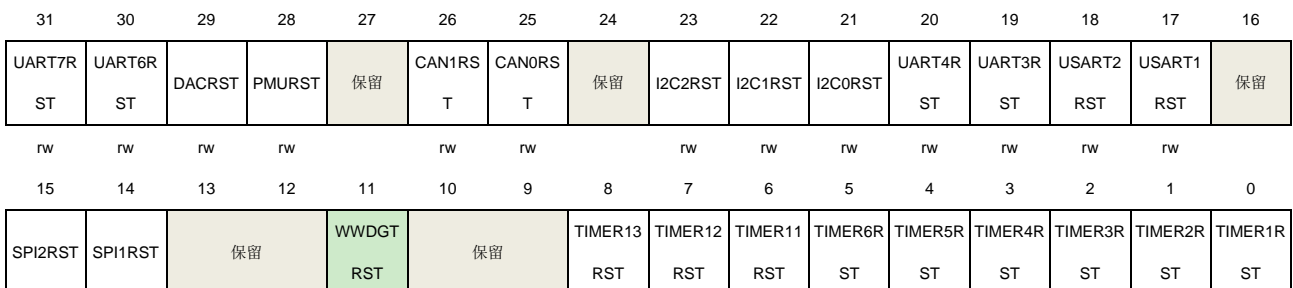 31 30 29 28 27 26 25 24 23 22 21 20 19 18 17 16
UART7R UART6R DACRST PMURST 保留 CAN1RS CAN0RS 保留 I2C2RST I2C1RST I2C0RST UART4R UART3R USART2 USART1 保留
ST ST T T ST ST RST RST
rw rw rw rw rw rw rw rw rw rw rw rw rw
15 14 13 12 11 10 9 8 7 6 5 4 3 2 1 0
SPI2RST SPI1RST 保留 WWDGT 保留 TIMER13 TIMER12 TIMER11 TIMER6R TIMER5R TIMER4R TIMER3R TIMER2R TIMER1R
RST RST RST RST ST ST ST ST ST ST